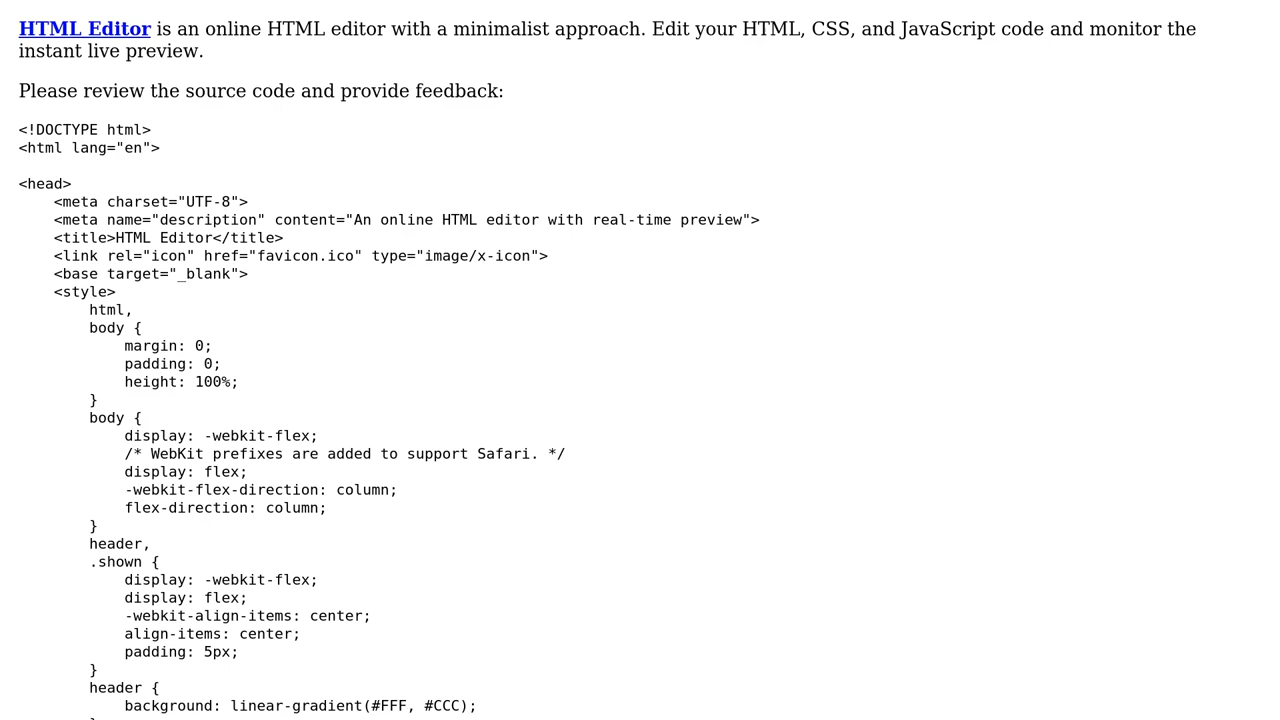 HTML Editor is an online HTML editor with a minimalist approach. Edit your HTML, CSS, and JavaScript code and monitor the
instant live preview.
Please review the source code and provide feedback:
<!DOCTYPE html>
<html lang="en">
<head>
    <meta charset="UTF-8">
    <meta name="description" content="An online HTML editor with real-time preview">
    <title>HTML Editor</title>
    <link rel="icon" href="favicon.ico" type="image/x-icon">
    <base target="_blank">
    <style>
        html,
        body {
            margin: 0;
            padding: 0;
            height: 100%;
        }
        body {
            display: -webkit-flex;
            /* WebKit prefixes are added to support Safari. */
            display: flex;
            -webkit-flex-direction: column;
            flex-direction: column;
        }
        header,
        .shown {
            display: -webkit-flex;
            display: flex;
            -webkit-align-items: center;
            align-items: center;
            padding: 5px;
        }
        header {
            background: linear-gradient(#FFF, #CCC);